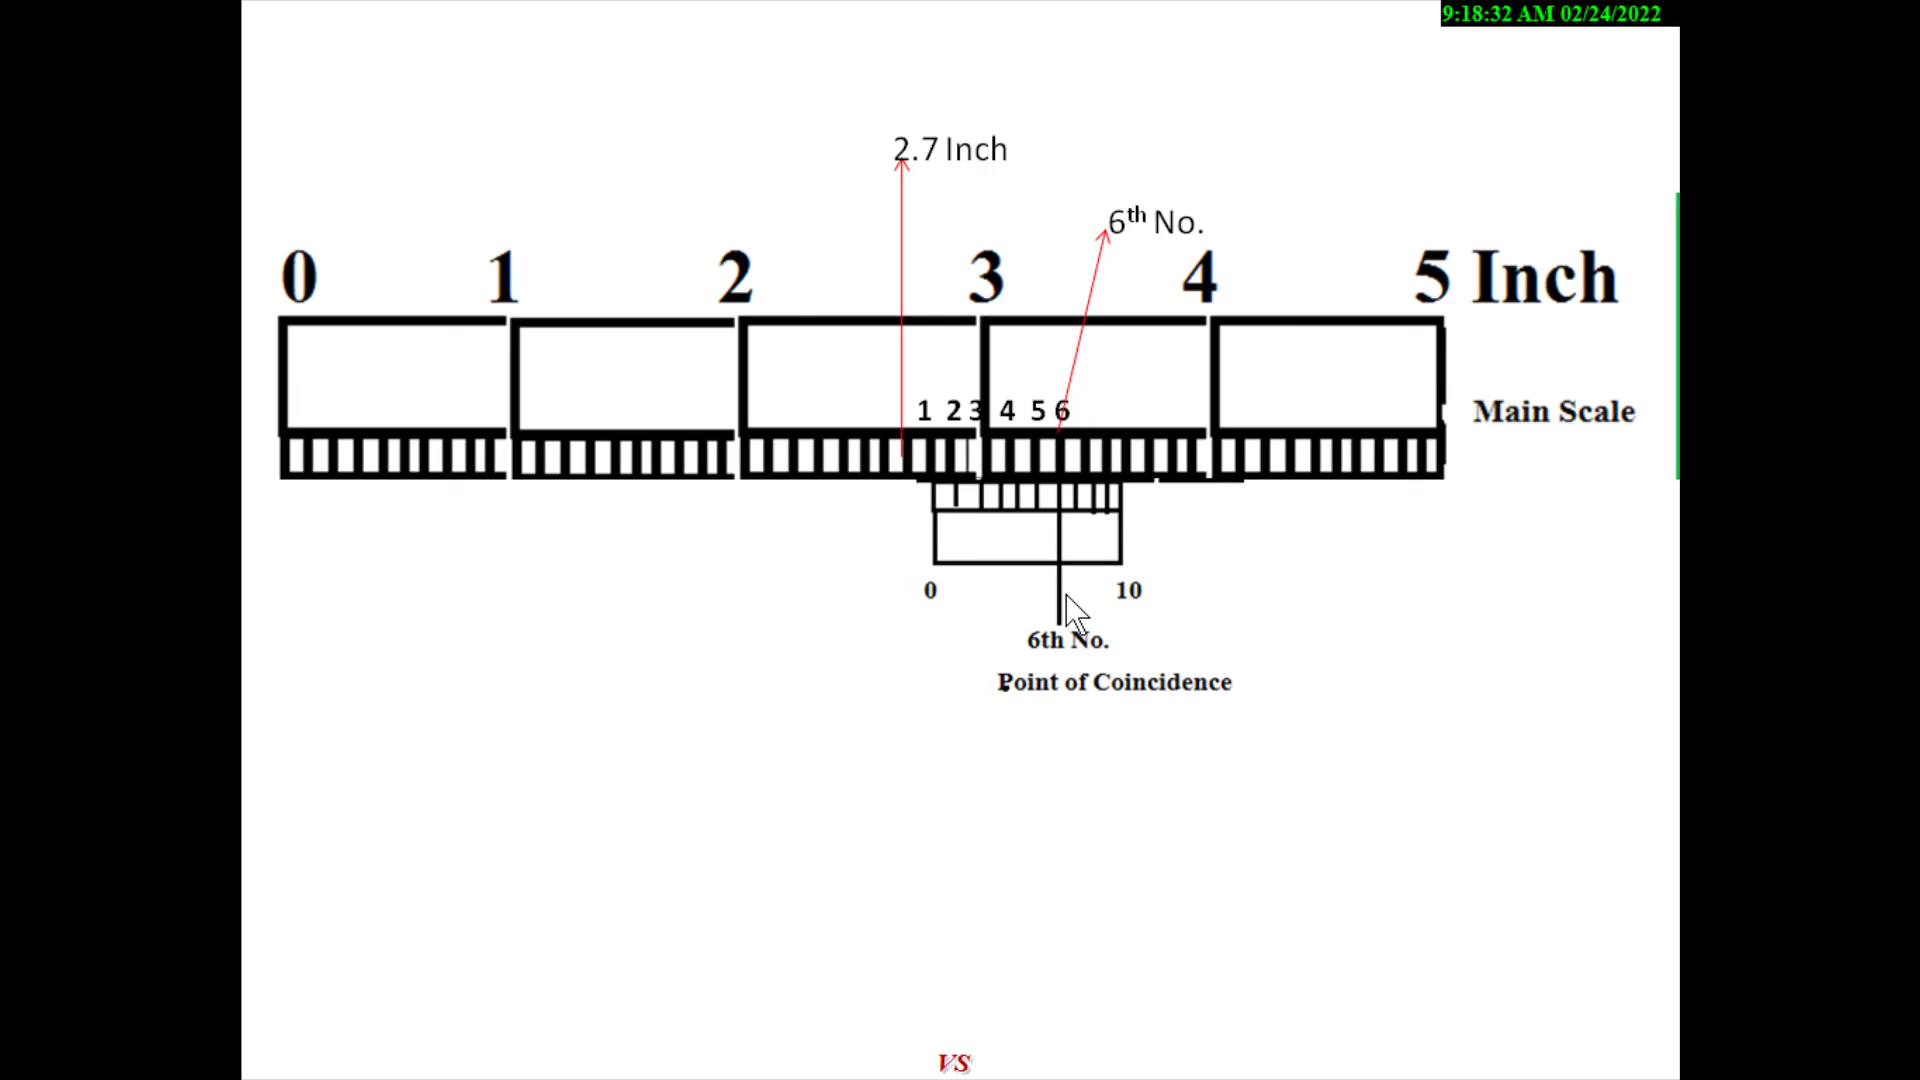 9:18:32 AM 02/24/2022
2.7 Inch
6th No.
0 1 2 3 4 5 Inch
1 2 3 4 5 6
Main Scale
0 10
6th No.
Point of Coincidence
VS